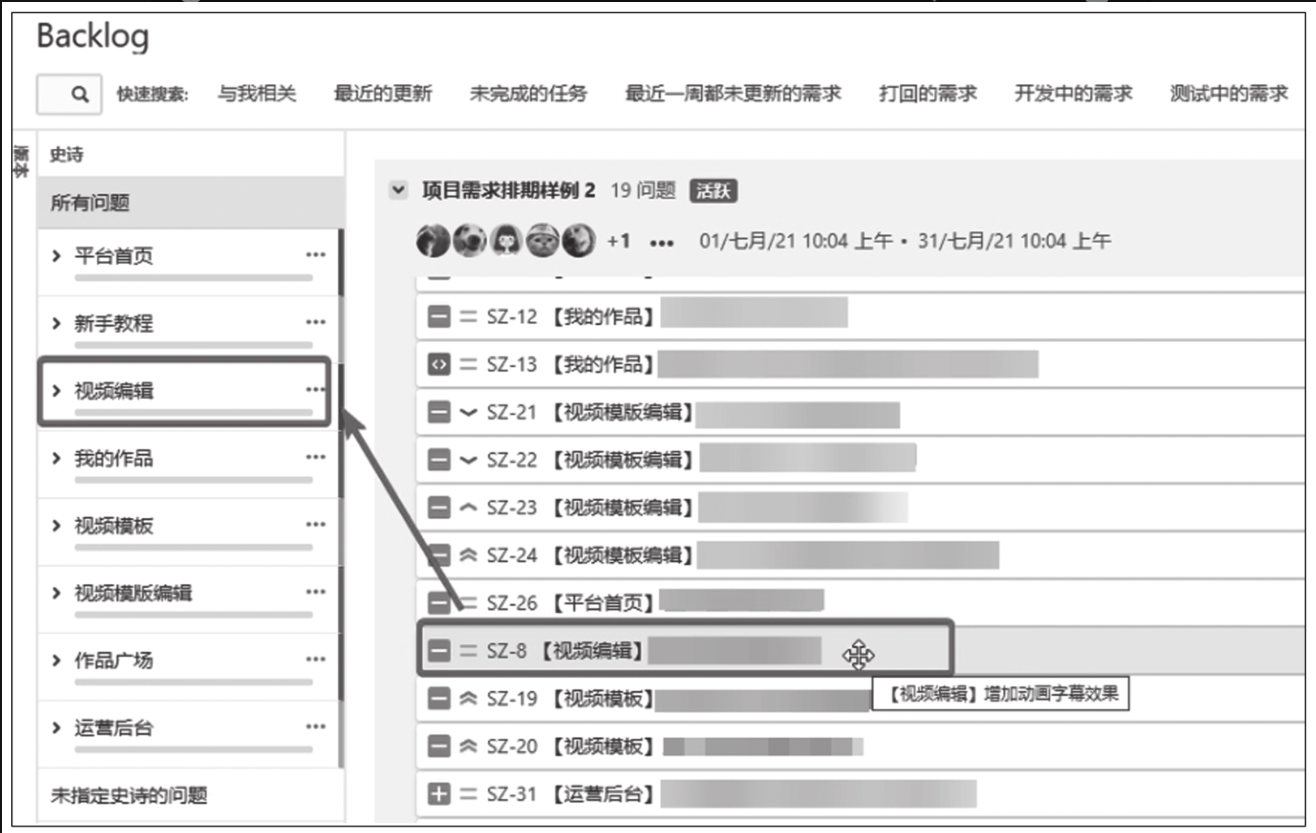 Backlog
快速搜索: 与我相关 最近的更新 未完成的任务 最近一周都未更新的需求 打回的需求 开发中的需求 测试中的需求
版本
史诗
所有问题
平台首页
新手教程
视频编辑
我的作品
视频模板
视频模版编辑
作品广场
运营后台
未指定史诗的问题
项目需求排期样例 2 19 问题 活跃
+1 ••• 01/七月/21 10:04 上午 • 31/七月/21 10:04 上午
SZ-12 【我的作品】
SZ-13 【我的作品】
SZ-21 【视频模版编辑】
SZ-22 【视频模板编辑】
SZ-23 【视频模板编辑】
SZ-24 【视频模板编辑】
SZ-26 【平台首页】
SZ-8 【视频编辑】
【视频编辑】增加动画字幕效果
SZ-19 【视频模板】
SZ-20 【视频模板】
SZ-31 【运营后台】